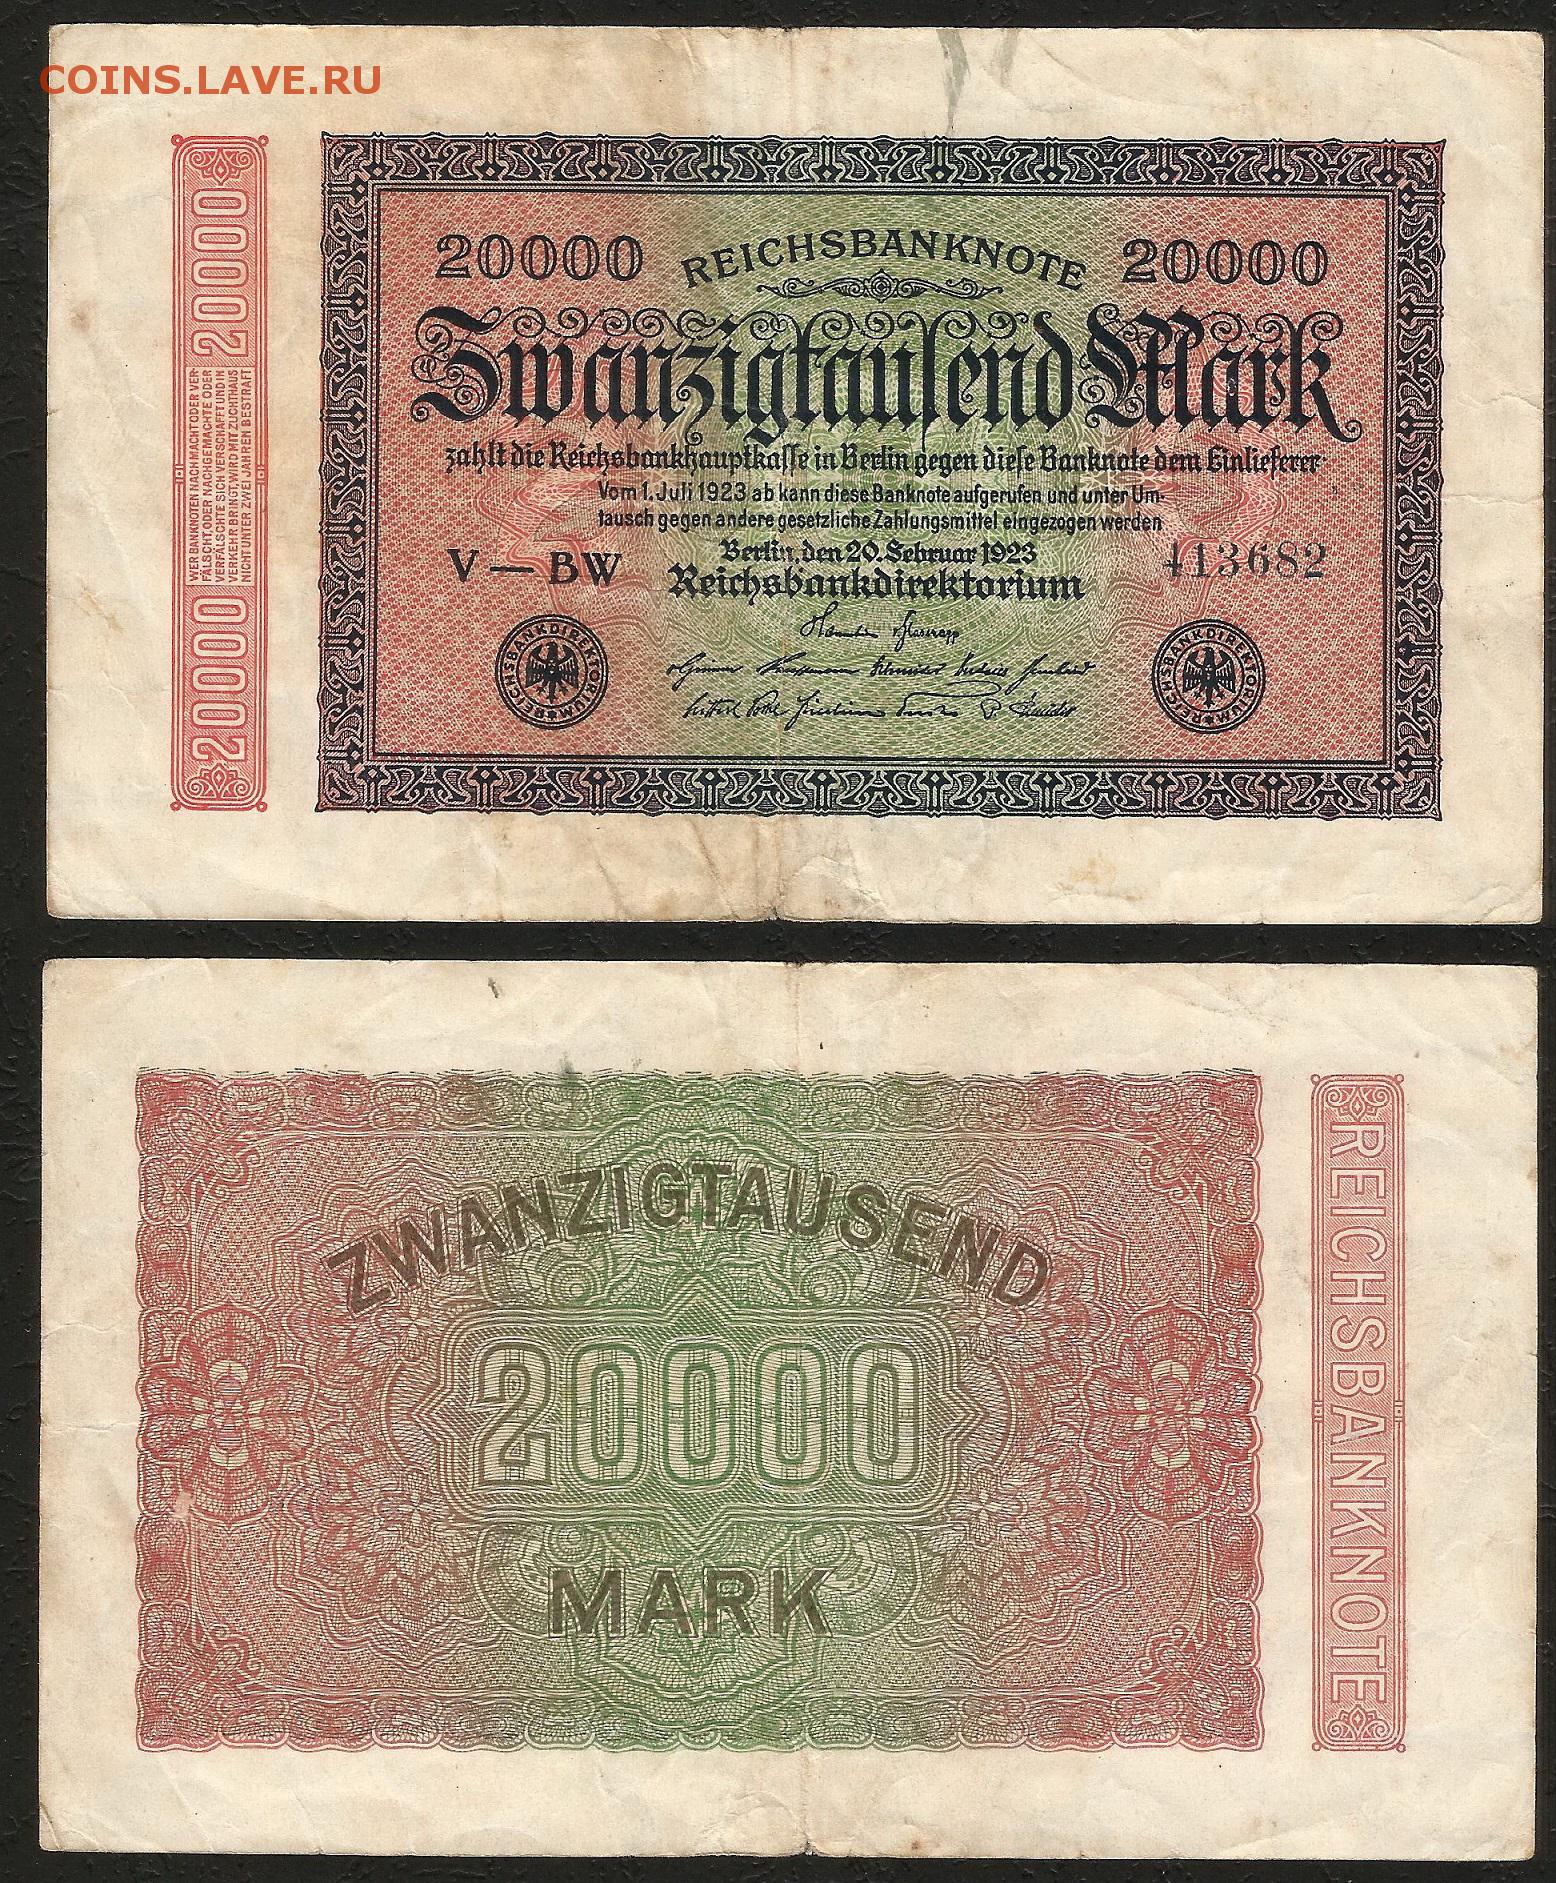 COINS.LAVE.RU
20000 20000
WER BANKNOTEN NACHMACHT ODER VER-
FÄLSCHT, ODER NACHGEMACHTE ODER
VERFÄLSCHTE SICH VERSCHAFFT UND IN
VERKEHR BRINGT, WIRD MIT ZUCHTHAUS
NICHT UNTER ZWEI JAHREN BESTRAFT
20000 REICHSBANKNOTE 20000
Zwanzigtausend Mark
zahlt die Reichsbankhauptkasse in Berlin gegen diese Banknote dem Einlieferer
Vom 1. Juli 1923 ab kann diese Banknote aufgerufen und unter Um-
tausch gegen andere gesetzliche Zahlungsmittel eingezogen werden
Berlin, den 20. Februar 1923
V — BW 413682
Reichsbankdirektorium
REICHSBANKDIREKTORIUM REICHSBANKDIREKTORIUM
ZWANZIGTAUSEND
20000
MARK
REICHSBANKNOTE